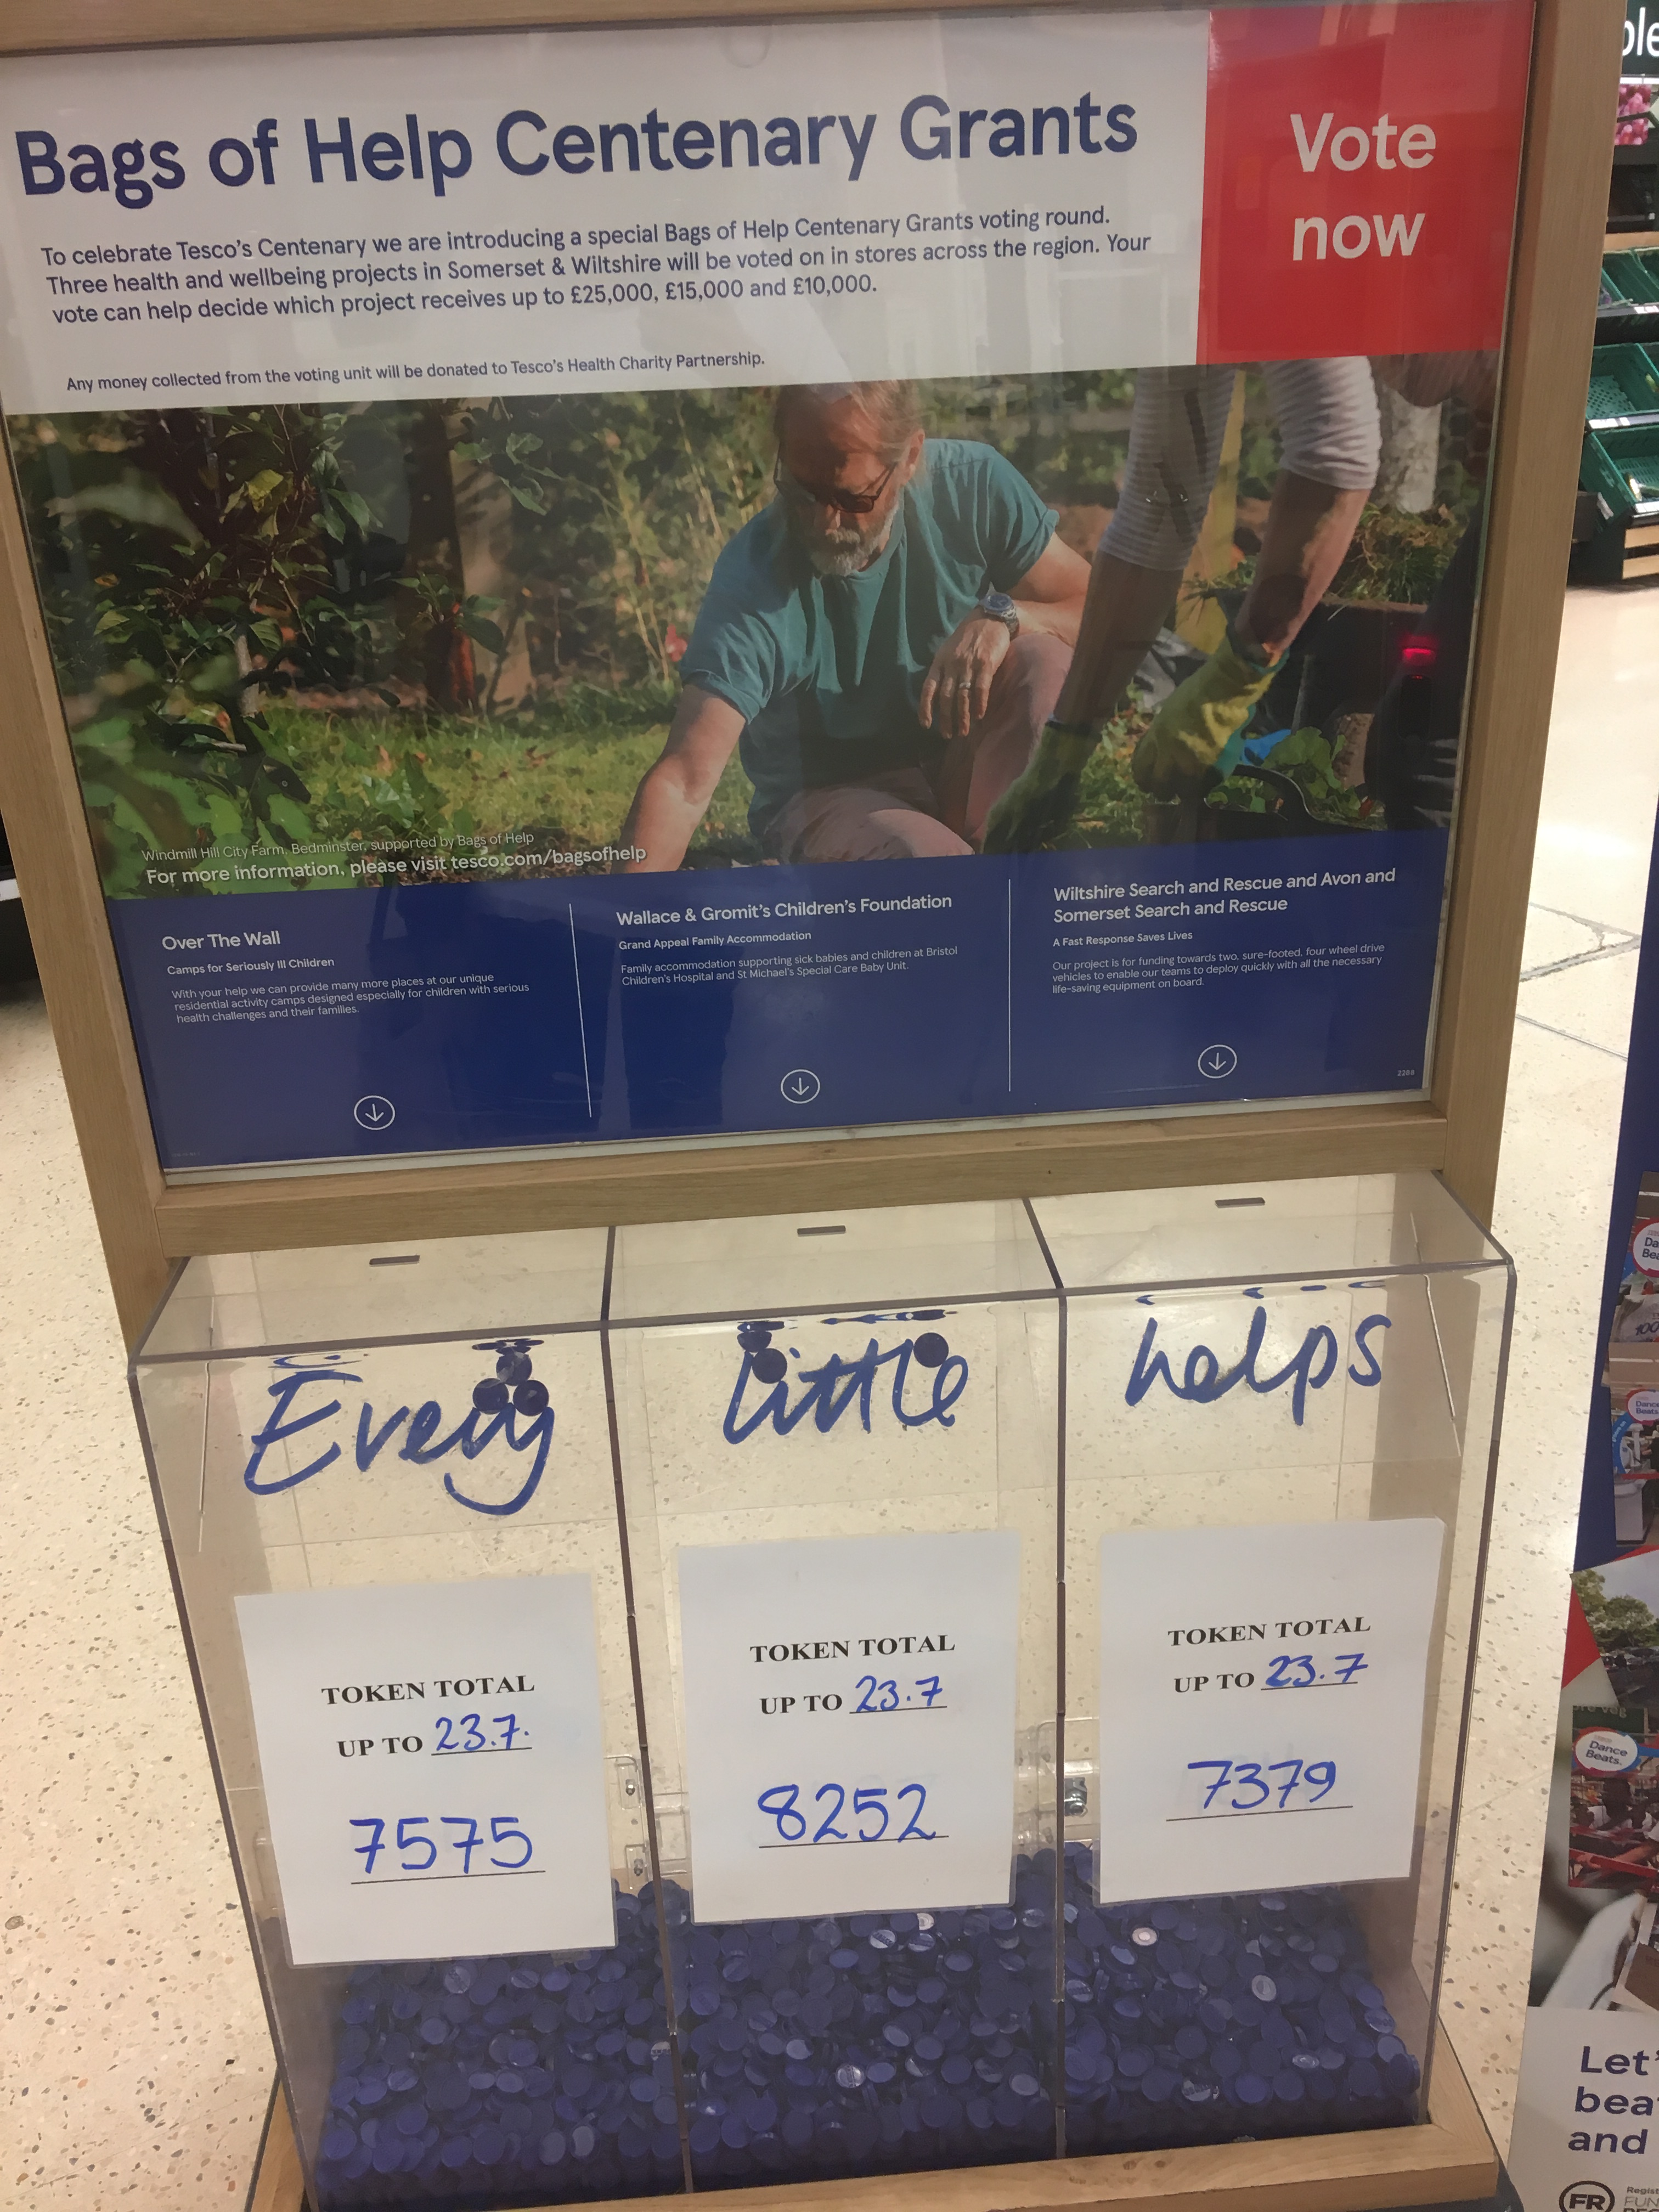 Bags of Help Centenary Grants
Vote
now
To celebrate Tesco's Centenary we are introducing a special Bags of Help Centenary Grants voting round.
Three health and wellbeing projects in Somerset & Wiltshire will be voted on in stores across the region. Your
vote can help decide which project receives up to £25,000, £15,000 and £10,000.
Any money collected from the voting unit will be donated to Tesco's Health Charity Partnership.
Windmill Hill City Farm, Bedminster, supported by Bags of Help
For more information, please visit tesco.com/bagsofhelp
Over The Wall
Camps for Seriously Ill Children
With your help we can provide many more places at our unique
residential activity camps designed especially for children with serious
health challenges and their families.
Wallace & Gromit's Children's Foundation
Grand Appeal Family Accommodation
Family accommodation supporting sick babies and children at Bristol
Children's Hospital and St Michael's Special Care Baby Unit.
Wiltshire Search and Rescue and Avon and
Somerset Search and Rescue
A Fast Response Saves Lives
Our project is for funding towards two, sure-footed, four wheel drive
vehicles to enable our teams to deploy quickly with all the necessary
life-saving equipment on board.
2288
Every little helps
TOKEN TOTAL
UP TO 23.7.
7575
TOKEN TOTAL
UP TO 23.7
8252
TOKEN TOTAL
UP TO 23.7
7379
Dance
Beats.
Let'
bea
and
FR
Regist
FUN